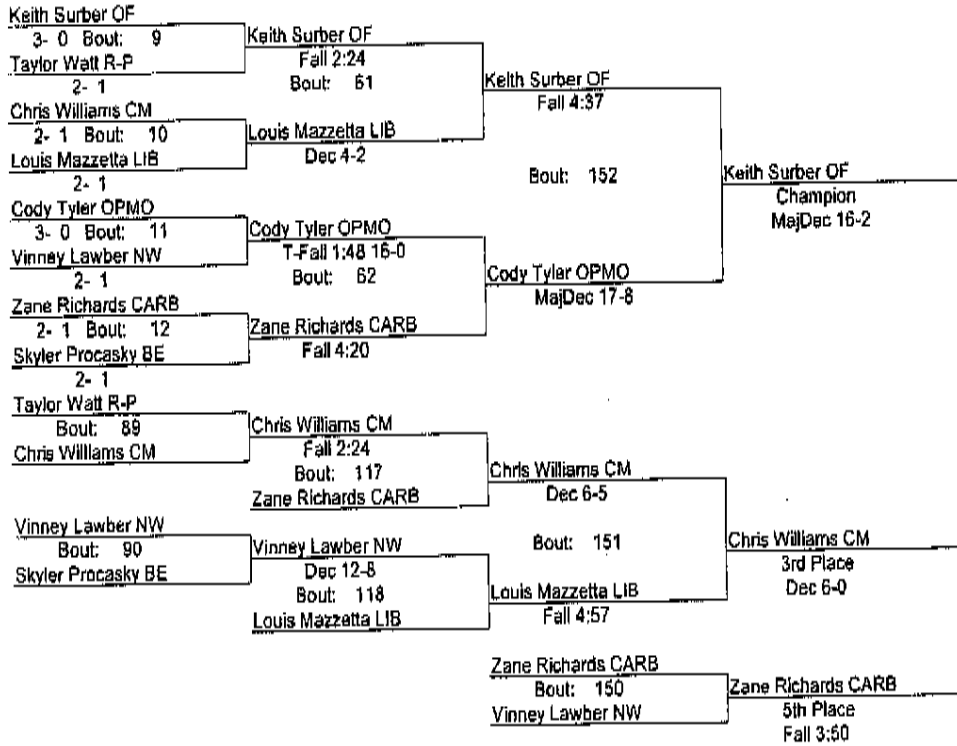 Keith Surber OF
3- 0 Bout: 9
Taylor Watt R-P
2- 1
Chris Williams CM
2- 1 Bout: 10
Louis Mazzetta LIB
2- 1
Cody Tyler OPMO
3- 0 Bout: 11
Vinney Lawber NW
2- 1
Zane Richards CARB
2- 1 Bout: 12
Skyler Procasky BE
2- 1
Keith Surber OF
Fall 2:24
Bout: 61
Louis Mazzetta LIB
Dec 4-2
Cody Tyler OPMO
T-Fall 1:48 16-0
Bout: 62
Zane Richards CARB
Fall 4:20
Keith Surber OF
Fall 4:37
Bout: 152
Cody Tyler OPMO
MajDec 17-8
Keith Surber OF
Champion
MajDec 16-2
Taylor Watt R-P
Bout: 89
Chris Williams CM
Vinney Lawber NW
Bout: 90
Skyler Procasky BE
Chris Williams CM
Fall 2:24
Bout: 117
Zane Richards CARB
Vinney Lawber NW
Dec 12-8
Bout: 118
Louis Mazzetta LIB
Chris Williams CM
Dec 6-5
Bout: 151
Louis Mazzetta LIB
Fall 4:57
Chris Williams CM
3rd Place
Dec 6-0
Zane Richards CARB
Bout: 150
Vinney Lawber NW
Zane Richards CARB
5th Place
Fall 3:50